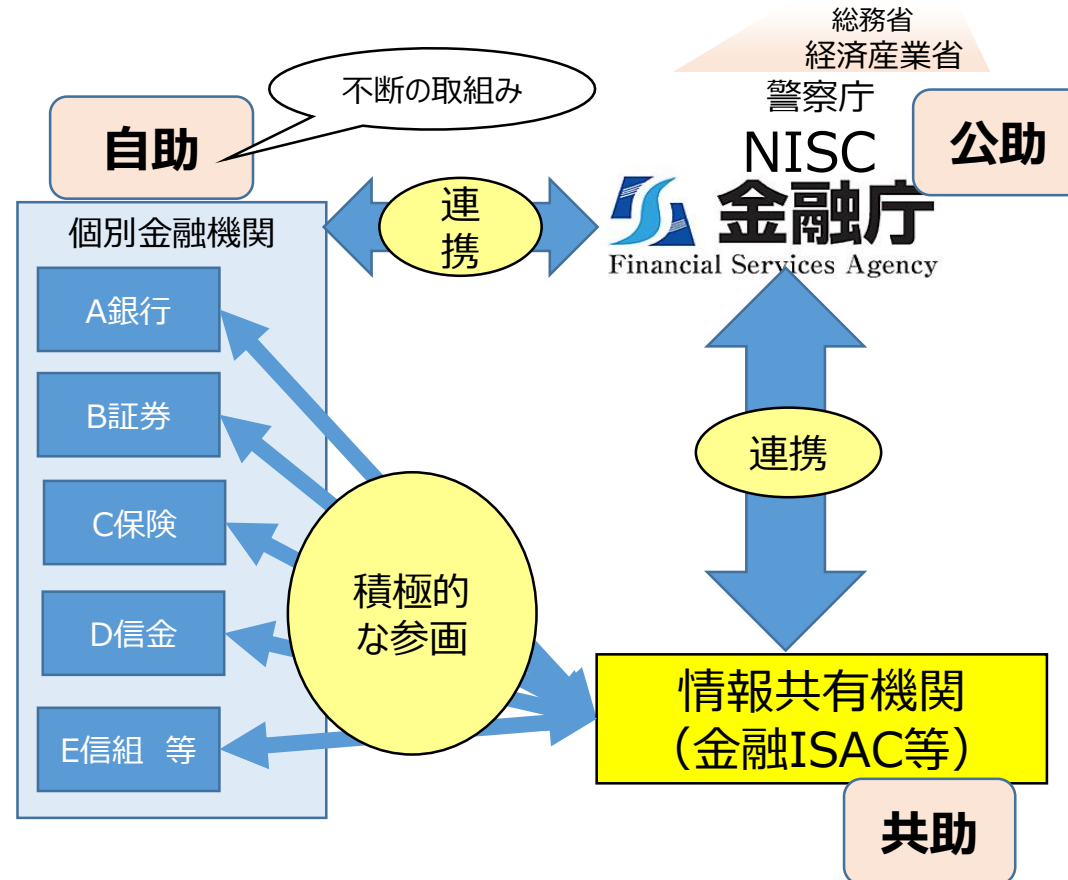 総務省
経済産業省
警察庁
NISC
公助
金融庁
Financial Services Agency
不断の取組み
自助
連
携
個別金融機関
A銀行
B証券
C保険
D信金
E信組 等
積極的
な参画
連携
情報共有機関
（金融ISAC等）
共助